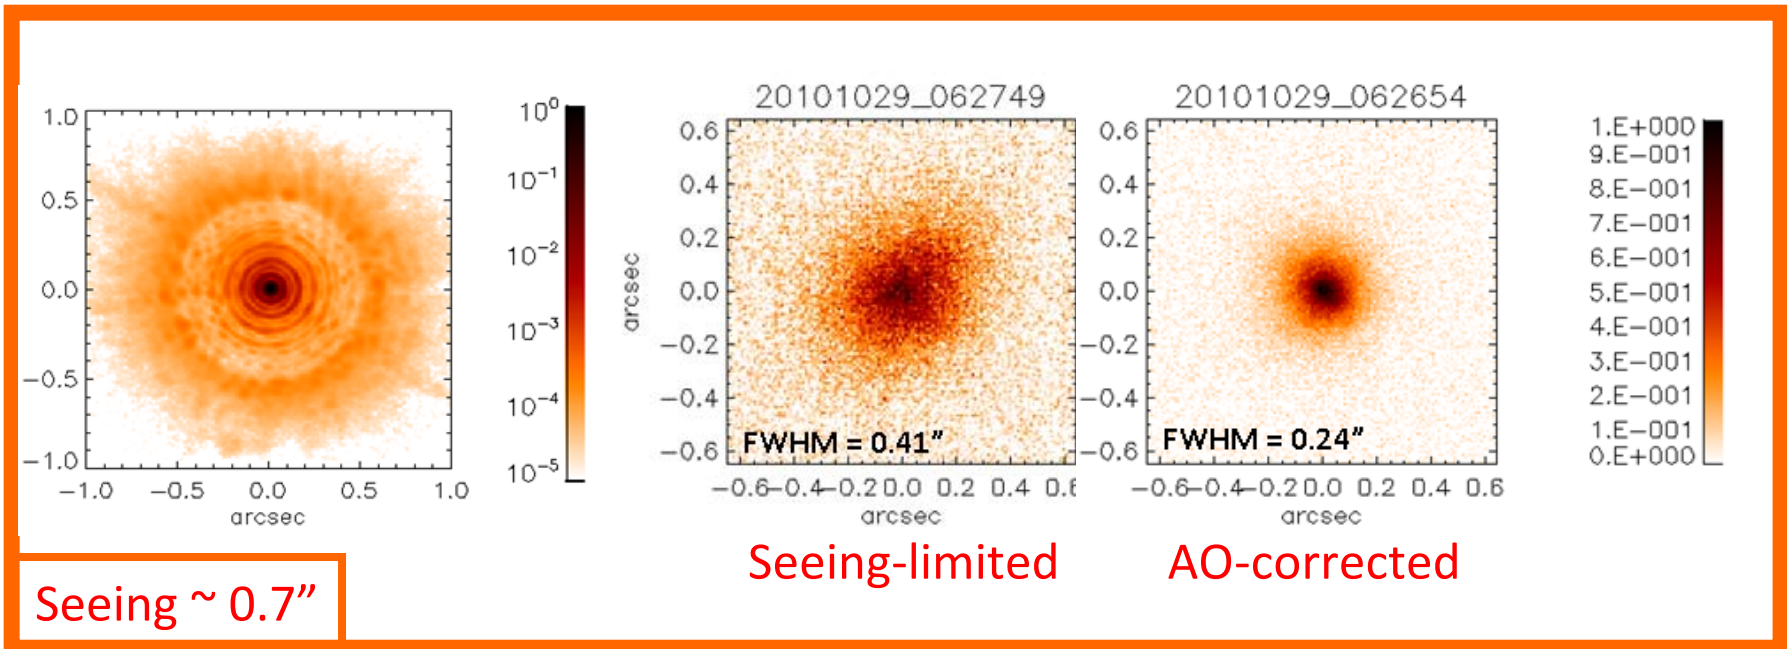 1.0
0.5
0.0
−0.5
−1.0
−1.0 −0.5 0.0 0.5 1.0
arcsec
10⁰
10⁻¹
10⁻²
10⁻³
10⁻⁴
10⁻⁵
Seeing ~ 0.7”
20101029_062749
arcsec
0.6
0.4
0.2
0.0
−0.2
−0.4
−0.6
FWHM = 0.41”
−0.6−0.4−0.2 0.0 0.2 0.4 0.6
arcsec
Seeing-limited
20101029_062654
0.6
0.4
0.2
0.0
−0.2
−0.4
−0.6
FWHM = 0.24”
−0.6−0.4−0.2 0.0 0.2 0.4 0.6
arcsec
AO-corrected
1.E+000
9.E−001
8.E−001
7.E−001
6.E−001
5.E−001
4.E−001
3.E−001
2.E−001
1.E−001
0.E+000